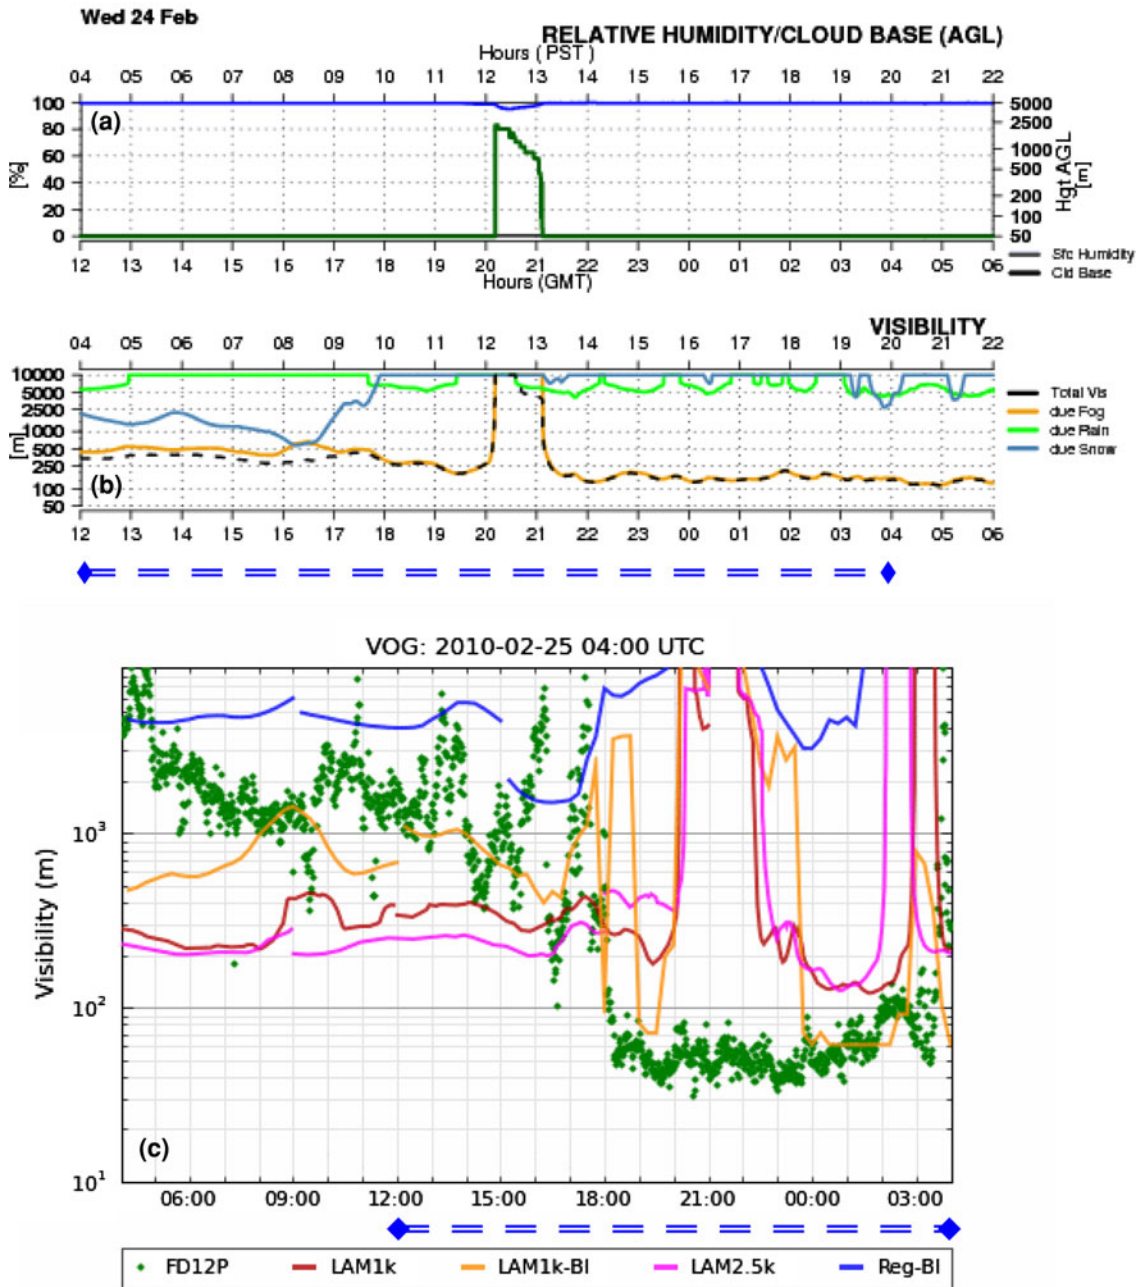 Wed 24 Feb
RELATIVE HUMIDITY/CLOUD BASE (AGL)
Hours ( PST )
04 05 06 07 08 09 10 11 12 13 14 15 16 17 18 19 20 21 22
100 80 60 40 20 0
[%]
(a)
5000 2500 1000 500 200 100 50
Hgt AGL
[m]
12 13 14 15 16 17 18 19 20 21 22 23 00 01 02 03 04 05 06
Hours (GMT)
Sfc Humidity
Cld Base
VISIBILITY
04 05 06 07 08 09 10 11 12 13 14 15 16 17 18 19 20 21 22
10000 5000 2500 1000 500 250 100 50
[m]
(b)
Total Vis
due Fog
due Rain
due Snow
12 13 14 15 16 17 18 19 20 21 22 23 00 01 02 03 04 05 06
VOG: 2010-02-25 04:00 UTC
Visibility (m)
10³
10²
10¹
(c)
06:00 09:00 12:00 15:00 18:00 21:00 00:00 03:00
FD12P LAM1k LAM1k-BI LAM2.5k Reg-BI